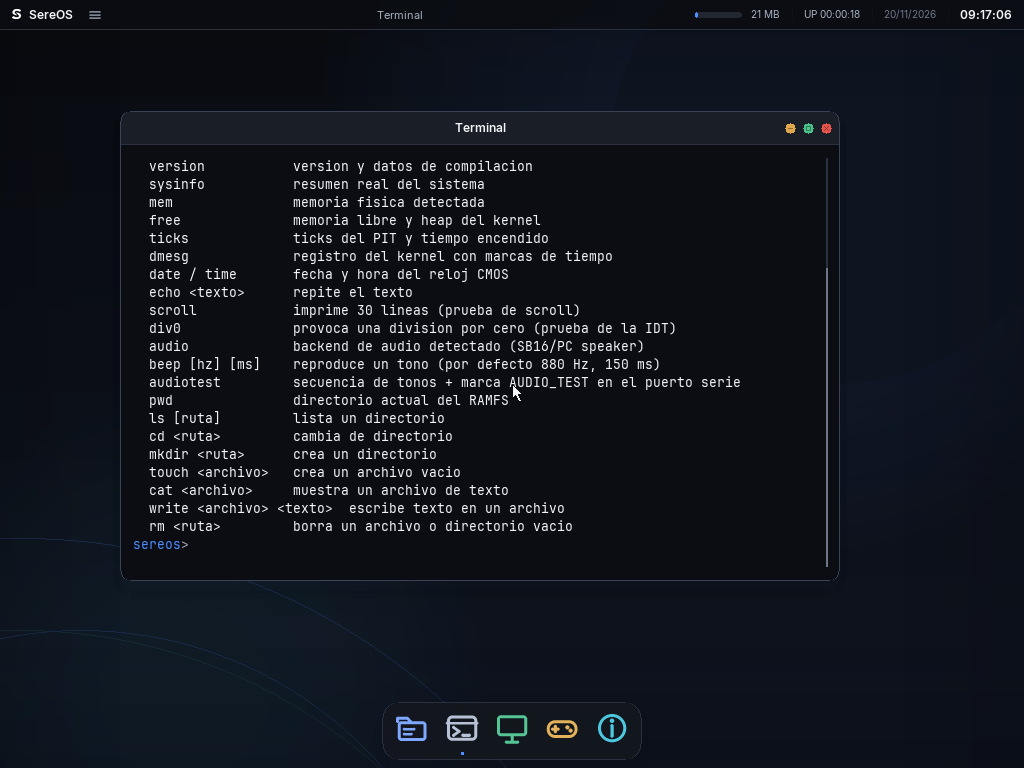 SereOS
Terminal
21 MB
UP 00:00:18
20/11/2026
09:17:06
Terminal
version version y datos de compilacion
sysinfo resumen real del sistema
mem memoria fisica detectada
free memoria libre y heap del kernel
ticks ticks del PIT y tiempo encendido
dmesg registro del kernel con marcas de tiempo
date / time fecha y hora del reloj CMOS
echo <texto> repite el texto
scroll imprime 30 lineas (prueba de scroll)
div0 provoca una division por cero (prueba de la IDT)
audio backend de audio detectado (SB16/PC speaker)
beep [hz] [ms] reproduce un tono (por defecto 880 Hz, 150 ms)
audiotest secuencia de tonos + marca AUDIO_TEST en el puerto serie
pwd directorio actual del RAMFS
ls [ruta] lista un directorio
cd <ruta> cambia de directorio
mkdir <ruta> crea un directorio
touch <archivo> crea un archivo vacio
cat <archivo> muestra un archivo de texto
write <archivo> <texto> escribe texto en un archivo
rm <ruta> borra un archivo o directorio vacio
sereos>